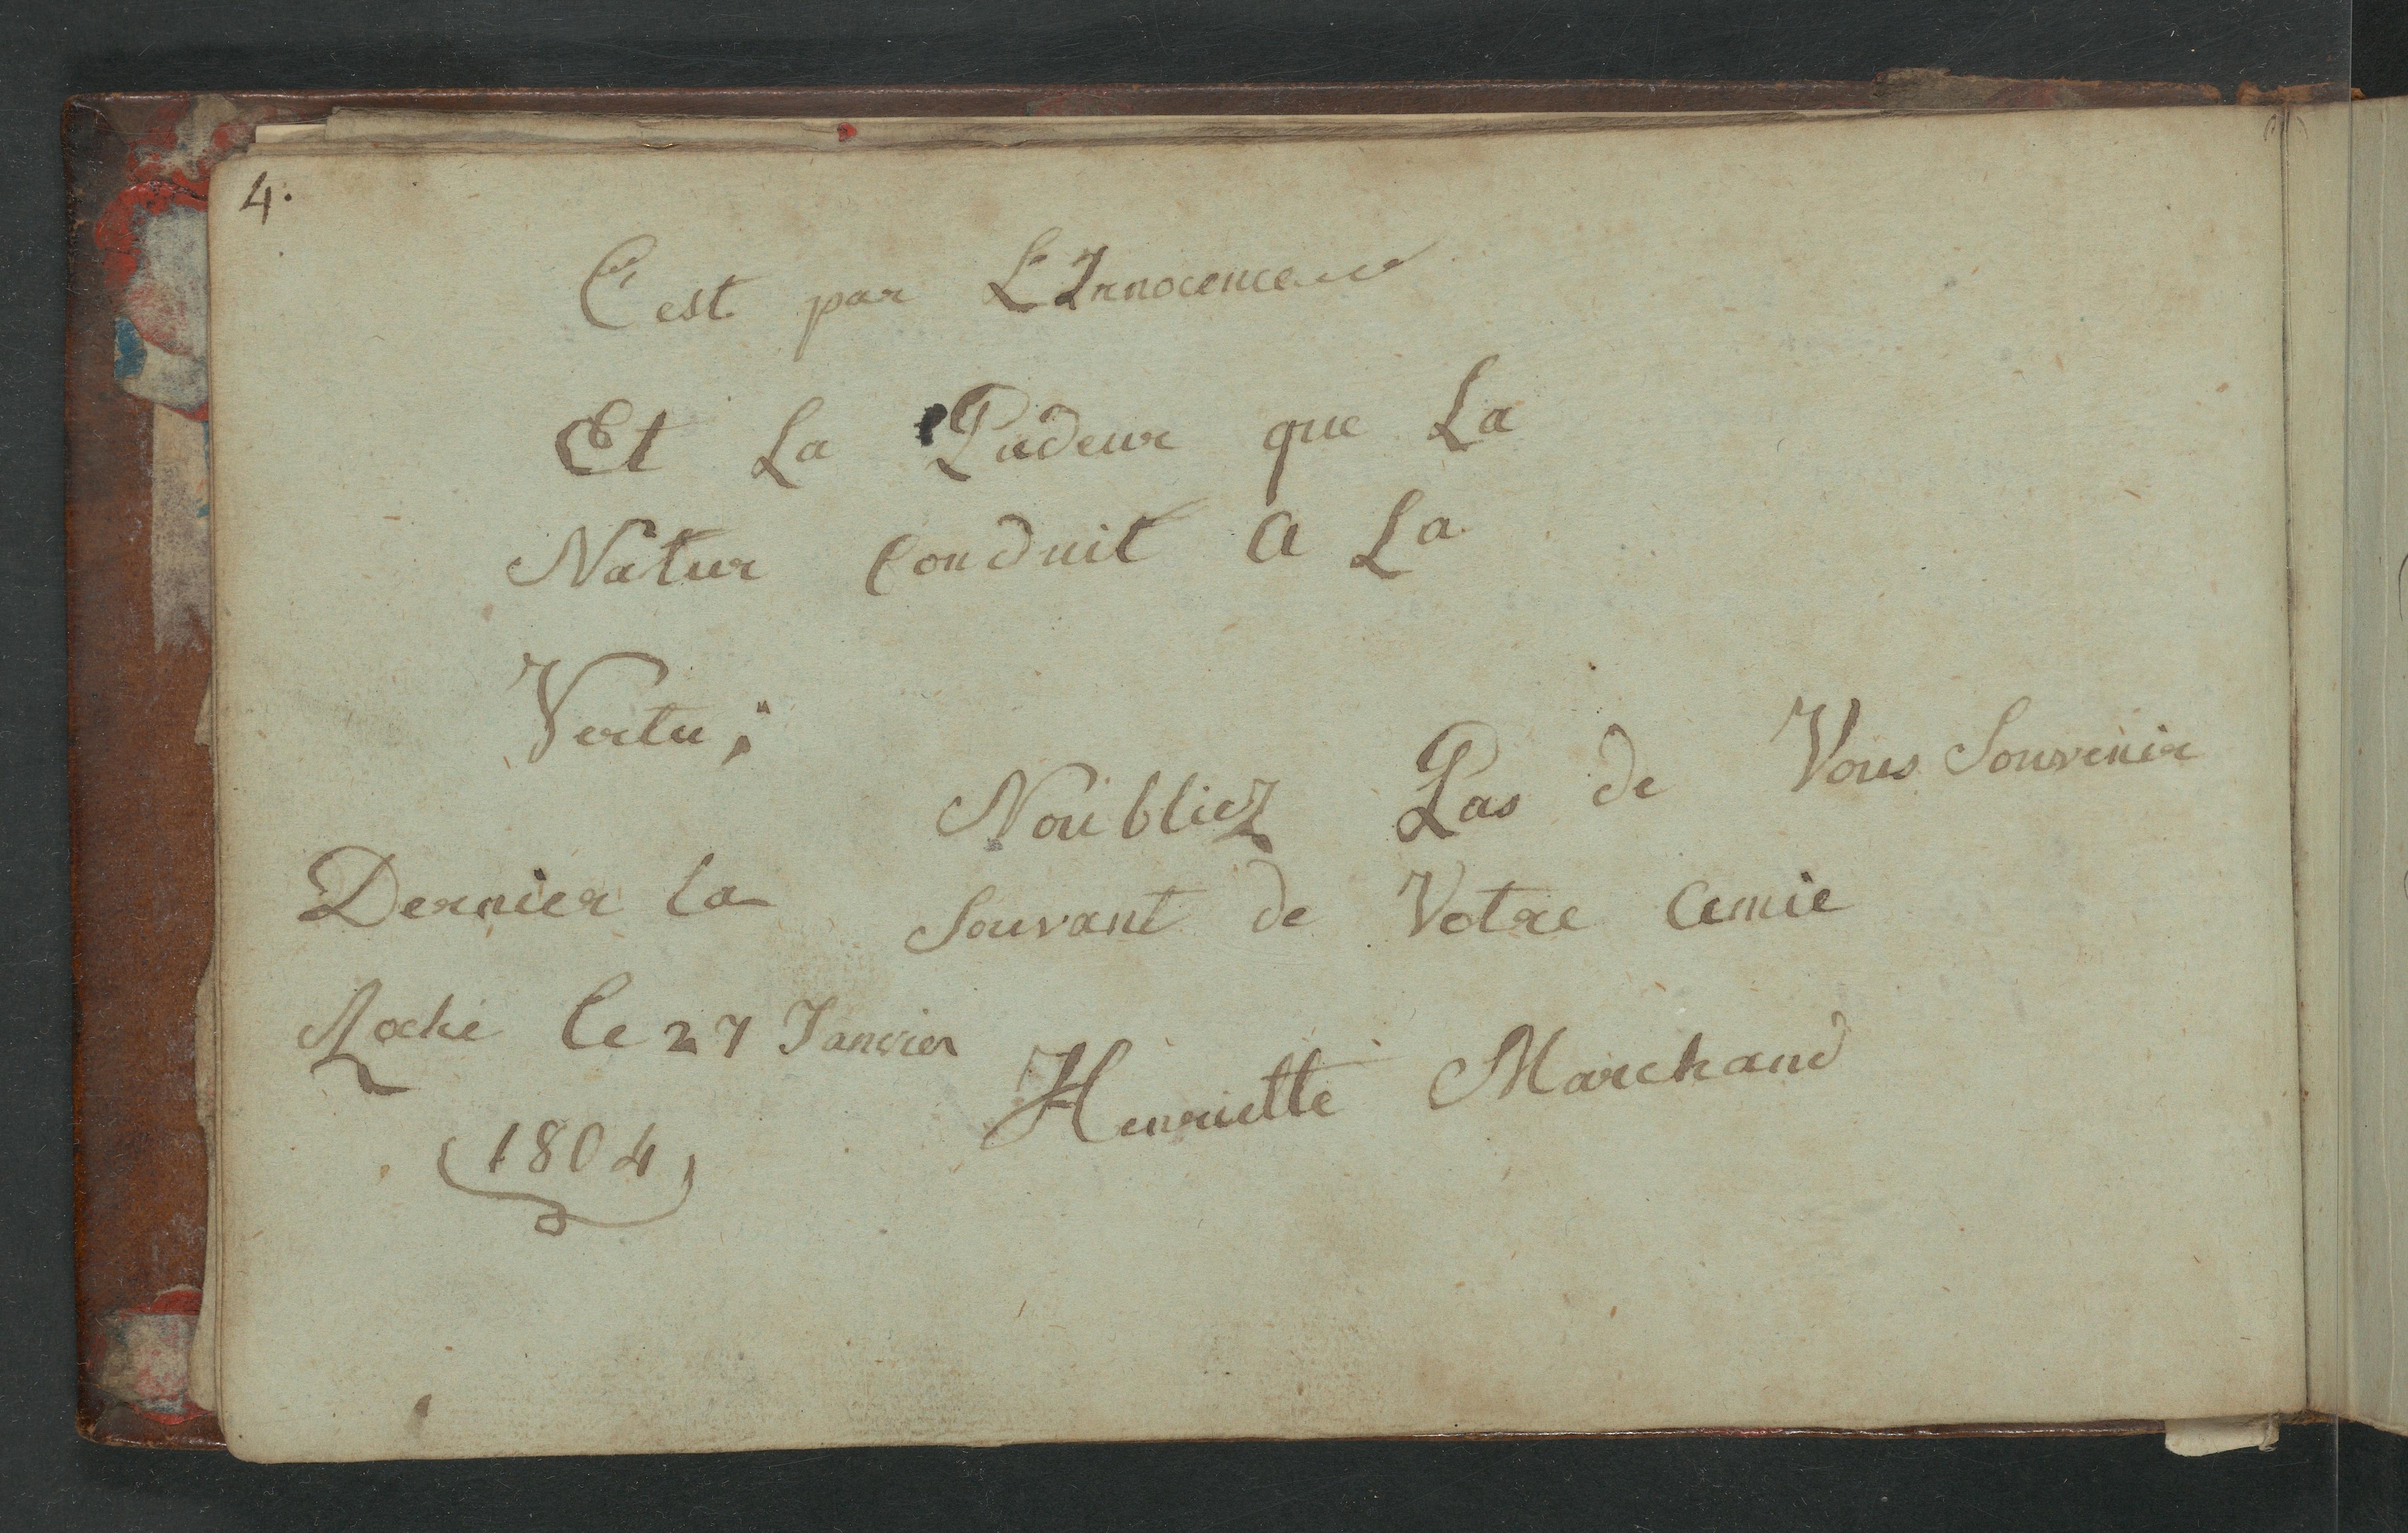 4.
C'est par L'Innocence
Et La Pudeur que La
Natur Conduit A La
Vertu;
Noubliez Pas de Vous Souvenir
Souvant de Votre Amie
Henriette Marchand
Dernier la
Roche le 27 Janvier
1804